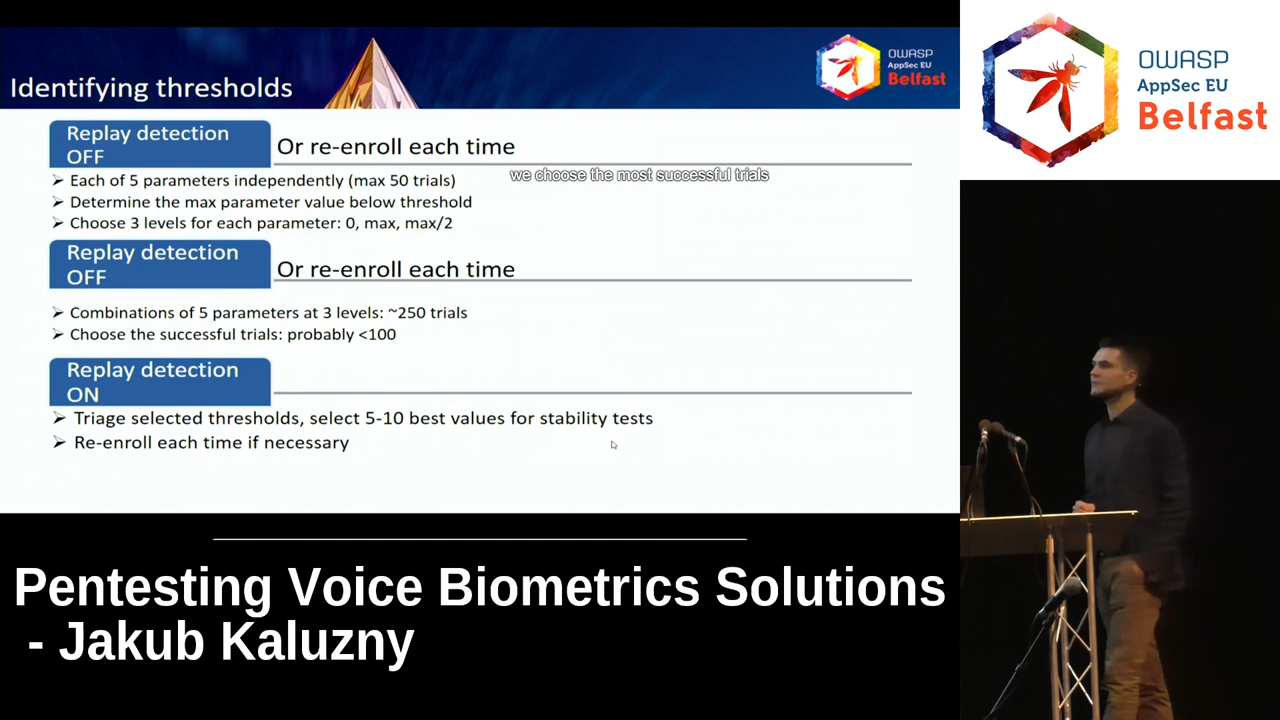 Identifying thresholds
OWASP
AppSec EU
Belfast
OWASP
AppSec EU
Belfast
Replay detection
OFF
Or re-enroll each time
we choose the most successful trials
➢ Each of 5 parameters independently (max 50 trials)
➢ Determine the max parameter value below threshold
➢ Choose 3 levels for each parameter: 0, max, max/2
Replay detection
OFF
Or re-enroll each time
➢ Combinations of 5 parameters at 3 levels: ~250 trials
➢ Choose the successful trials: probably <100
Replay detection
ON
➢ Triage selected thresholds, select 5-10 best values for stability tests
➢ Re-enroll each time if necessary
Pentesting Voice Biometrics Solutions
- Jakub Kaluzny